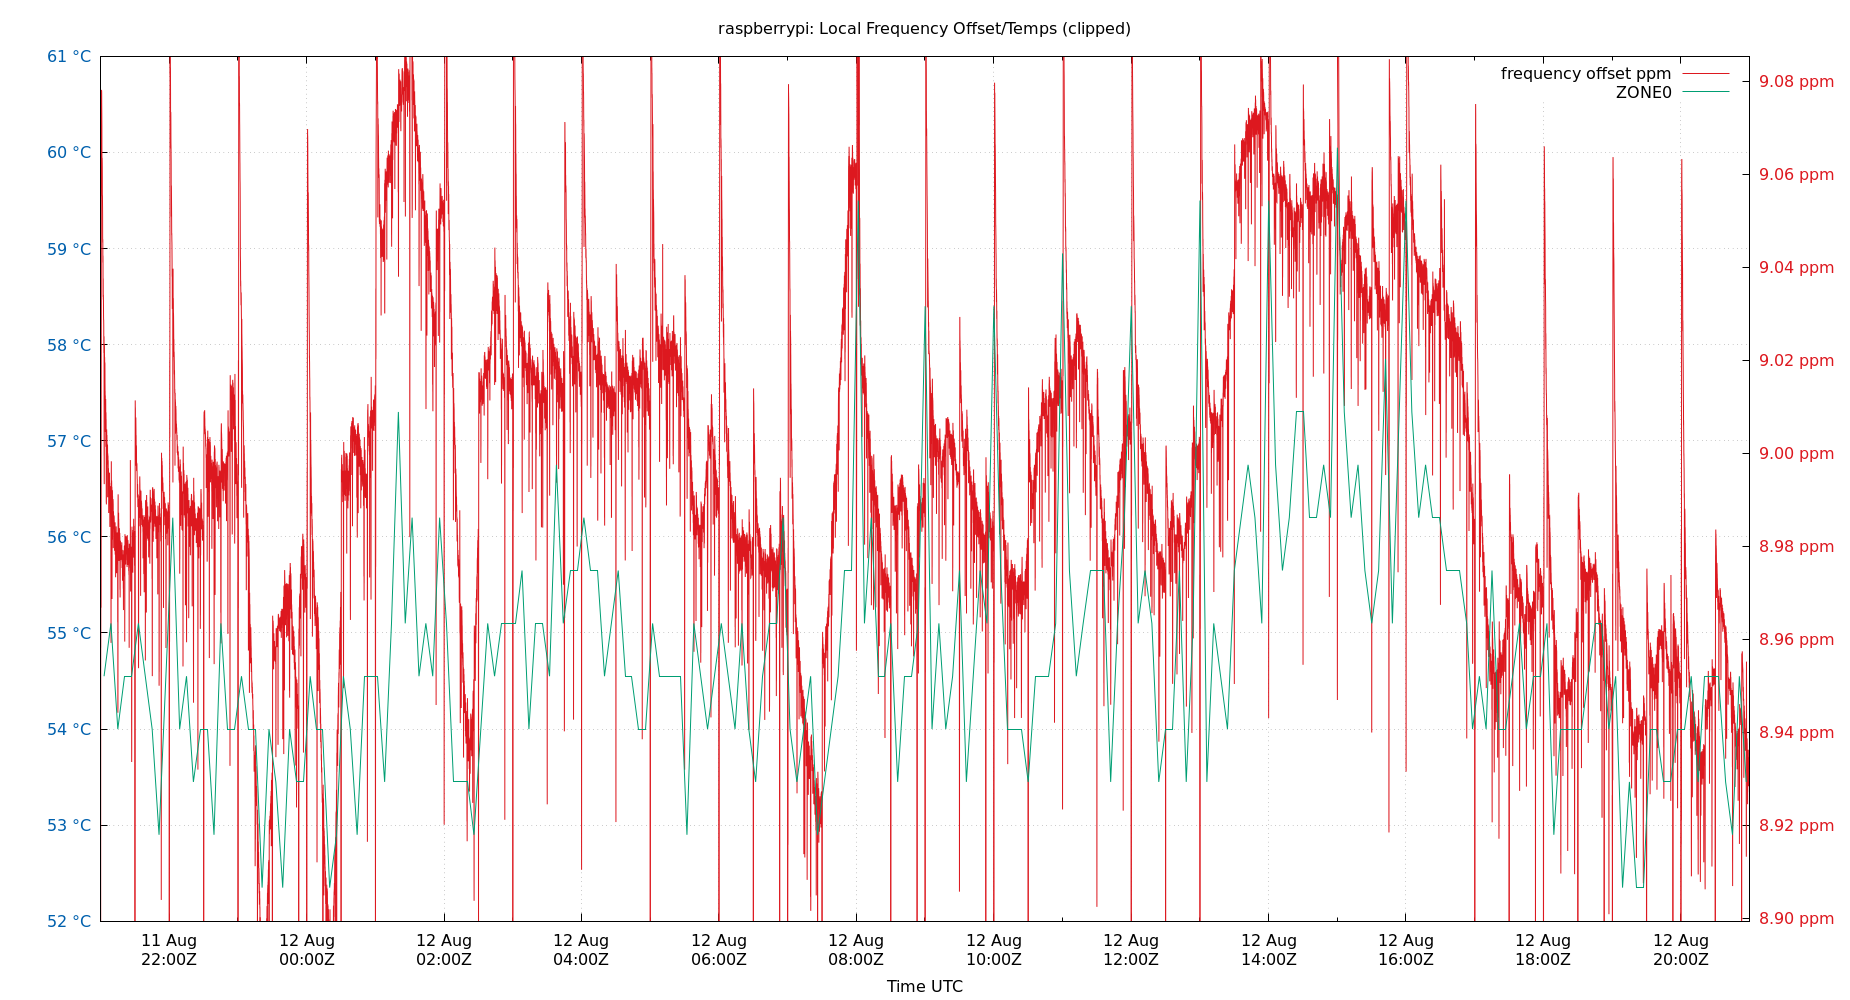 raspberrypi: Local Frequency Offset/Temps (clipped)
frequency offset ppm
ZONE0
61 °C
60 °C
59 °C
58 °C
57 °C
56 °C
55 °C
54 °C
53 °C
52 °C
9.08 ppm
9.06 ppm
9.04 ppm
9.02 ppm
9.00 ppm
8.98 ppm
8.96 ppm
8.94 ppm
8.92 ppm
8.90 ppm
11 Aug
22:00Z
12 Aug
00:00Z
12 Aug
02:00Z
12 Aug
04:00Z
12 Aug
06:00Z
12 Aug
08:00Z
12 Aug
10:00Z
12 Aug
12:00Z
12 Aug
14:00Z
12 Aug
16:00Z
12 Aug
18:00Z
12 Aug
20:00Z
Time UTC